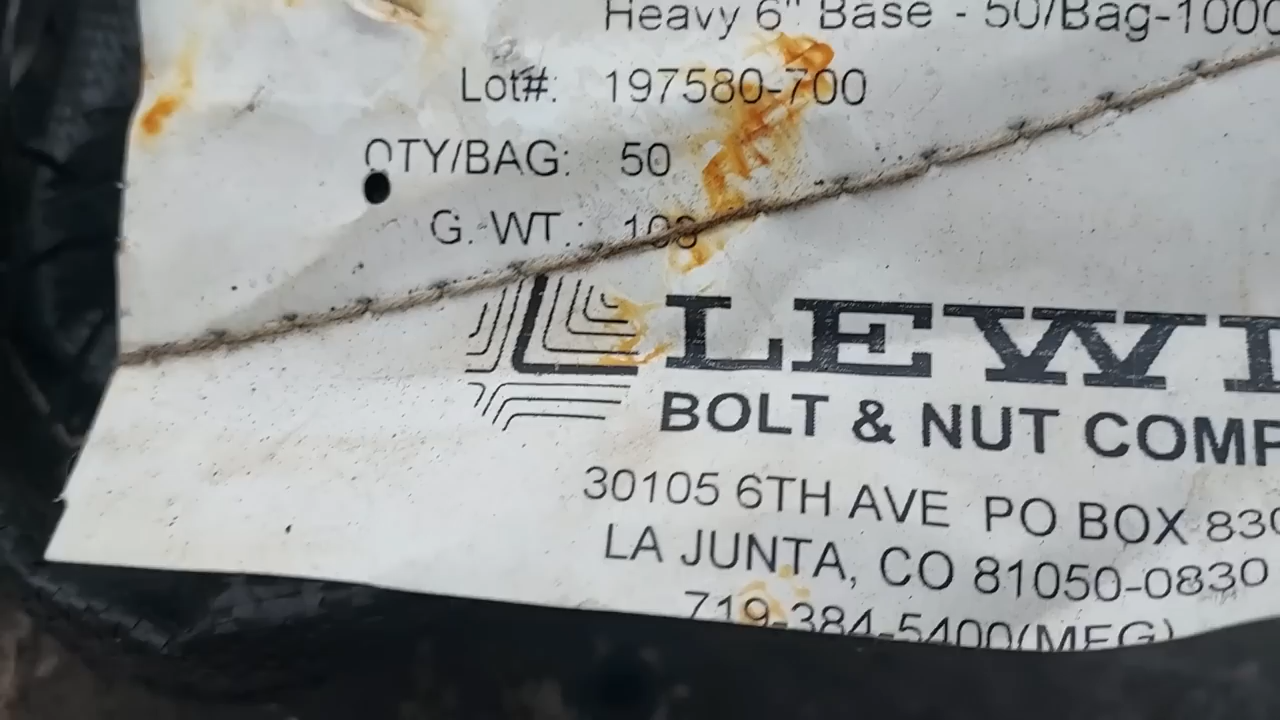 Heavy 6" Base - 50/Bag-1000
Lot#: 197580-700
QTY/BAG: 50
G. WT.:
LEWI
BOLT & NUT COMP
30105 6TH AVE PO BOX 830
LA JUNTA, CO 81050-0830
719-384-5400(MFG)